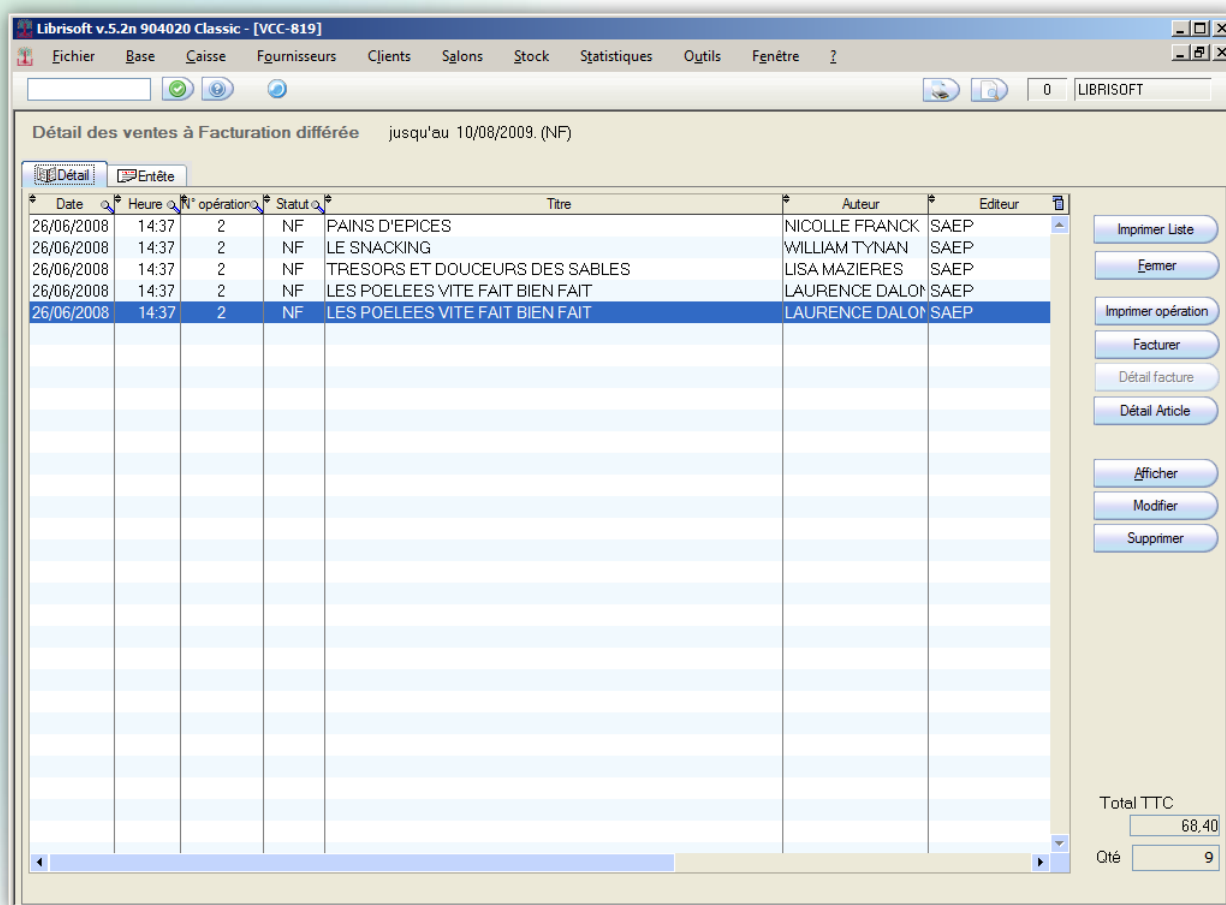 Librisoft v.5.2n 904020 Classic - [VCC-819]
Fichier Base Caisse Fournisseurs Clients Salons Stock Statistiques Outils Fenêtre ?
0 LIBRISOFT
Détail des ventes à Facturation différée jusqu'au 10/08/2009. (NF)
Détail Entête
Date Heure N° opération Statut Titre Auteur Editeur
26/06/2008 14:37 2 NF PAINS D'EPICES NICOLLE FRANCK SAEP
26/06/2008 14:37 2 NF LE SNACKING WILLIAM TYNAN SAEP
26/06/2008 14:37 2 NF TRESORS ET DOUCEURS DES SABLES LISA MAZIERES SAEP
26/06/2008 14:37 2 NF LES POELEES VITE FAIT BIEN FAIT LAURENCE DALON SAEP
26/06/2008 14:37 2 NF LES POELEES VITE FAIT BIEN FAIT LAURENCE DALON SAEP
Imprimer Liste
Fermer
Imprimer opération
Facturer
Détail facture
Détail Article
Afficher
Modifier
Supprimer
Total TTC
68,40
Qté 9